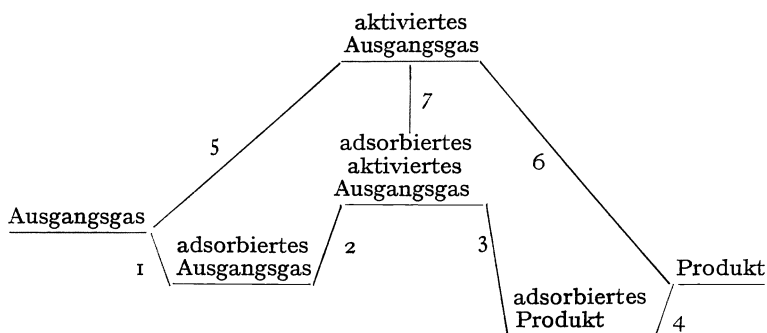 aktiviertes
Ausgangsgas
7
5
adsorbiertes
aktiviertes
Ausgangsgas
6
Ausgangsgas
adsorbiertes
Ausgangsgas
1
2
3
Produkt
adsorbiertes
Produkt
4